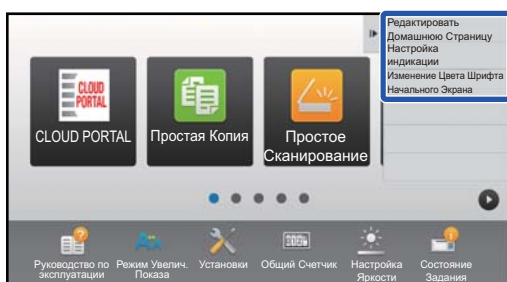 Редактировать
Домашнюю Страницу
Настройка
индикации
Изменение Цвета Шрифта
Начального Экрана
CLOUD
PORTAL
CLOUD PORTAL
Простая Копия
Простое
Сканирование
Руководство по
эксплуатации
Режим Увелич.
Показа
Установки
Общий Счетчик
Настройка
Яркости
Состояние
Задания